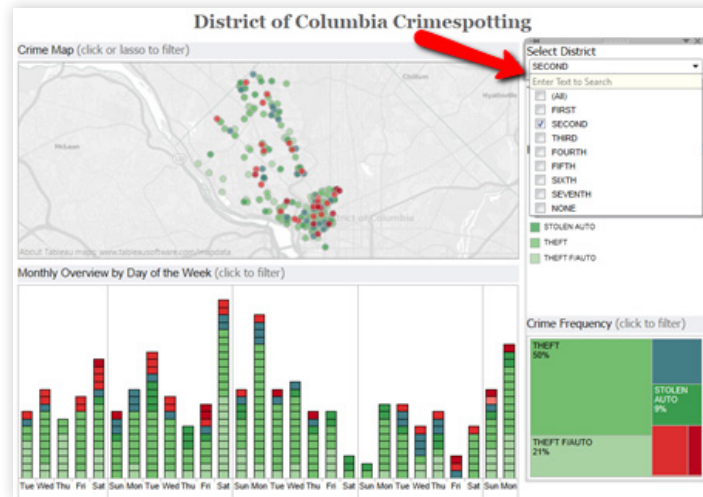 District of Columbia Crimespotting
Crime Map (click or lasso to filter)
Select District
SECOND
Enter Text to Search
(All)
FIRST
SECOND
THIRD
FOURTH
FIFTH
SIXTH
SEVENTH
NONE
Chillum
Hyattsville
McLean
District of Columbia
About Tableau maps: www.tableausoftware.com/mapdata
STOLEN AUTO
THEFT
THEFT F/AUTO
Monthly Overview by Day of the Week (click to filter)
Crime Frequency (click to filter)
THEFT
50%
STOLEN
AUTO
9%
THEFT F/AUTO
21%
Tue Wed Thu Fri Sat Sun Mon Tue Wed Thu Fri Sat Sun Mon Tue Wed Thu Fri Sat Sun Mon Tue Wed Thu Fri Sat Sun Mon